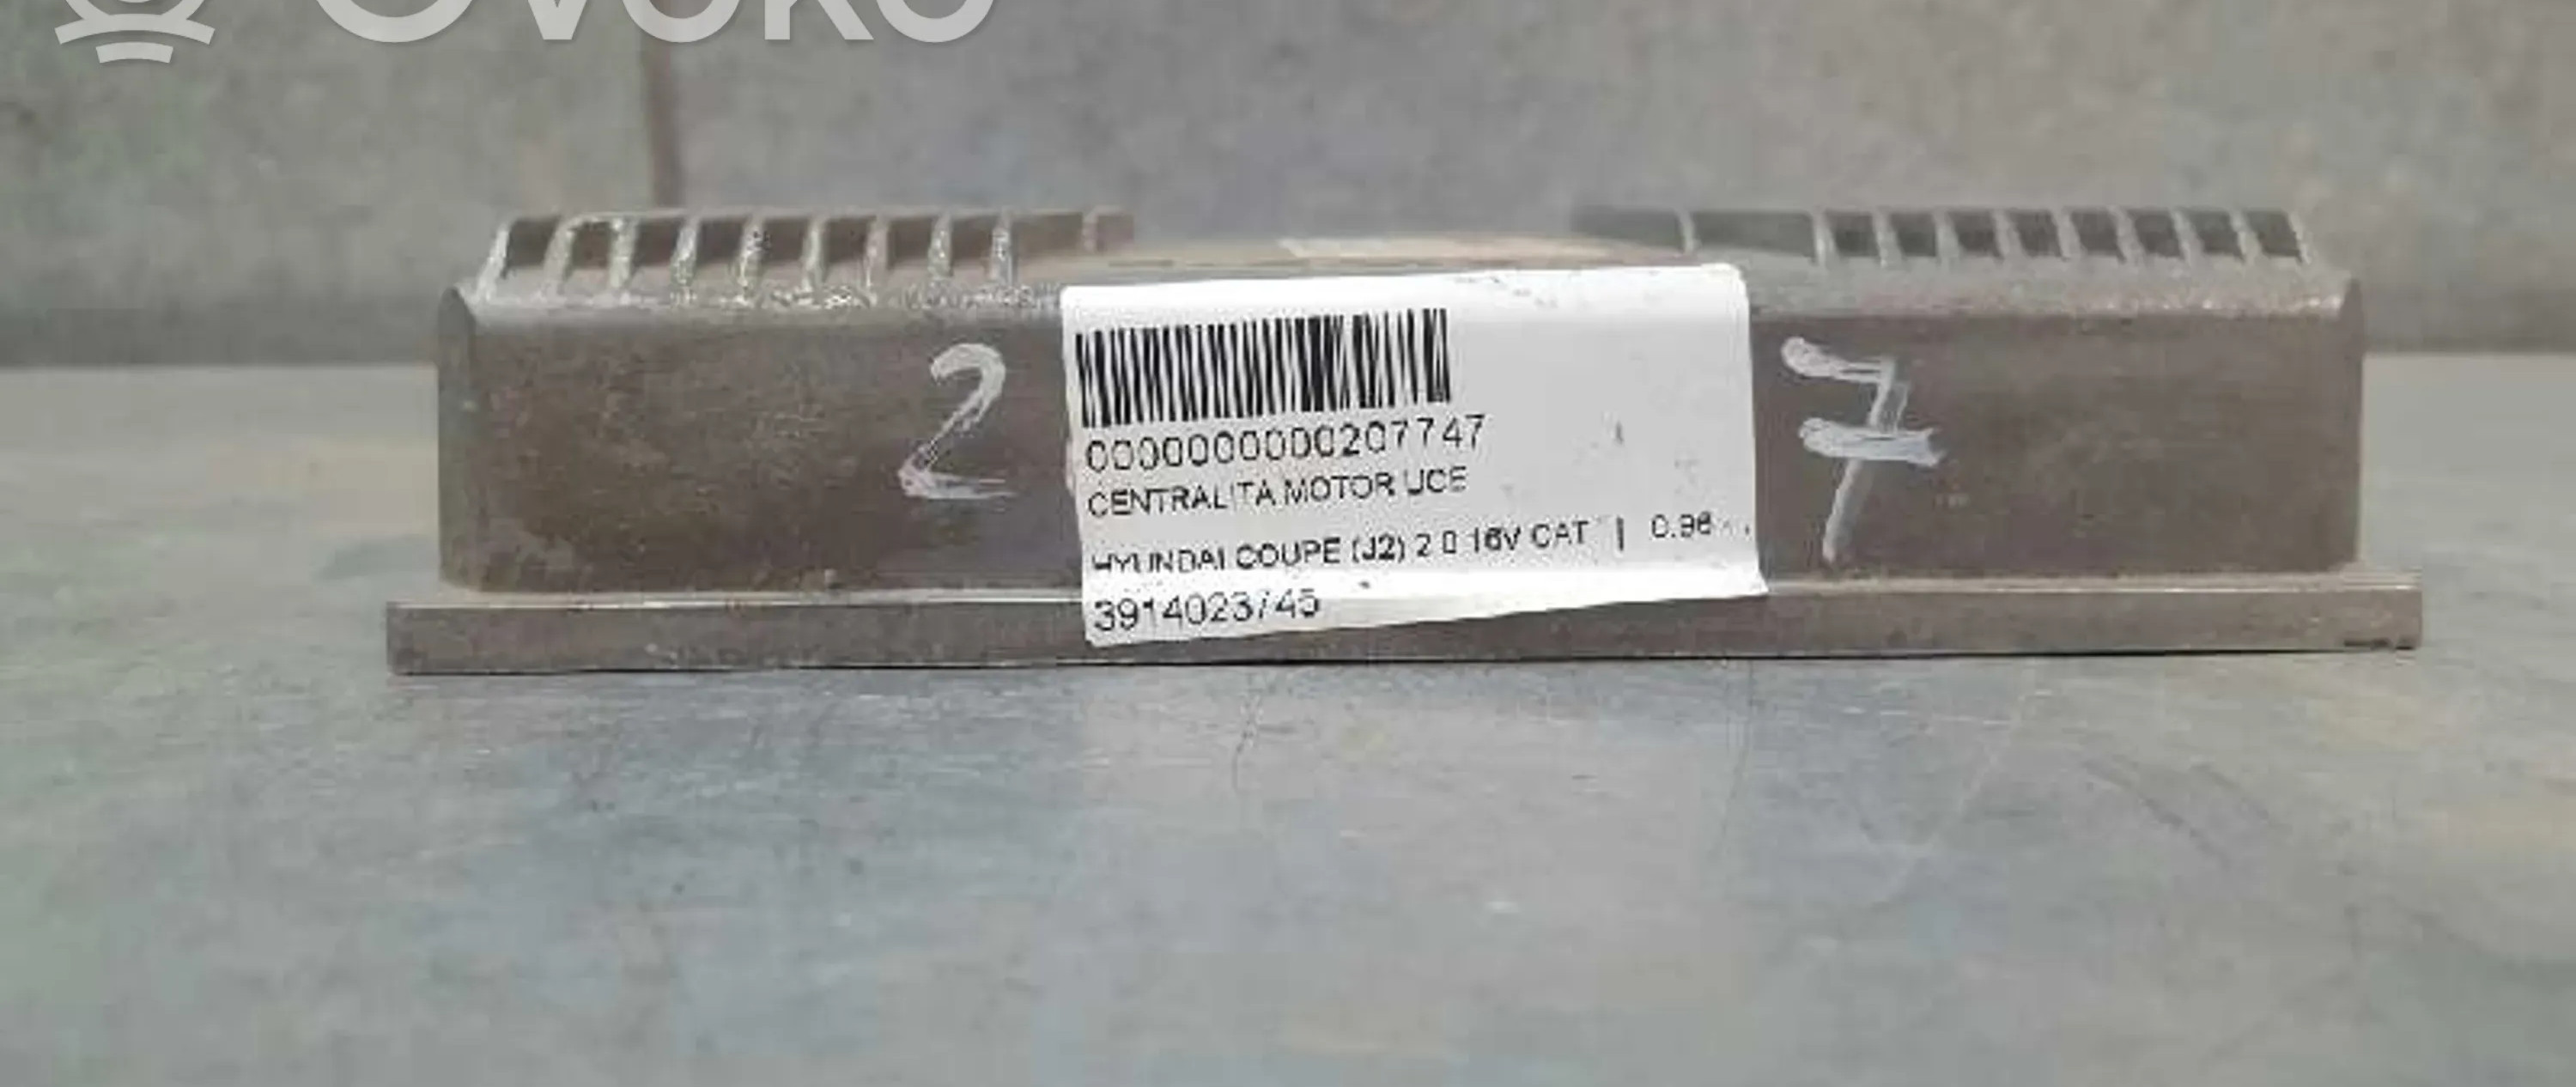 OVOKO
2
7
0000000000207747
CENTRALITA MOTOR UCE
HYUNDAI COUPE (J2) 2.0 16V CAT | 0.96
3914023745